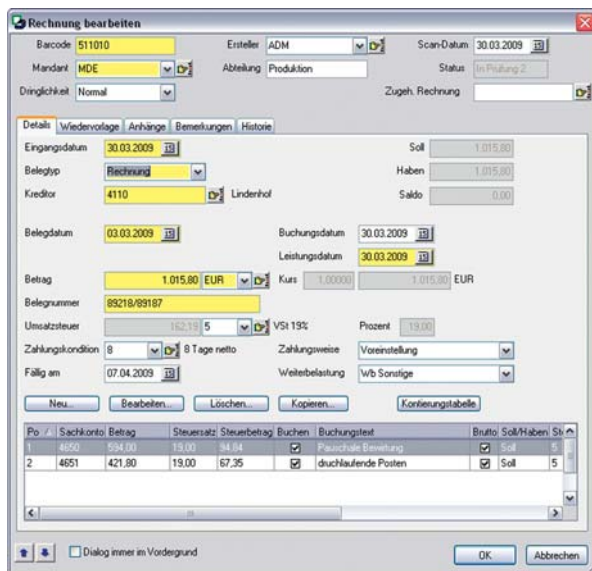 Rechnung bearbeiten
Barcode 511010 Ersteller ADM Scan-Datum 30.03.2009
Mandant MDE Abteilung Produktion Status In Prüfung 2
Dringlichkeit Normal Zugeh. Rechnung
Details Wiedervorlage Anhänge Bemerkungen Historie
Eingangsdatum 30.03.2009 Soll 1.015,80
Belegtyp Rechnung Haben 1.015,80
Kreditor 4110 Lindenhof Saldo 0,00
Belegdatum 03.03.2009 Buchungsdatum 30.03.2009
Leistungsdatum 30.03.2009
Betrag 1.015,80 EUR Kurs 1,00000 1.015,80 EUR
Belegnummer 89218/89187
Umsatzsteuer 162,19 5 VSt 19% Prozent 19,00
Zahlungskondition 8 8 Tage netto Zahlungsweise Voreinstellung
Fällig am 07.04.2009 Weiterbelastung Wb Sonstige
Neu... Bearbeiten... Löschen... Kopieren... Kontierungstabelle
Po Sachkonto Betrag Steuersatz Steuerbetrag Buchen Buchungstext Brutto Soll/Haben St
1 4650 594,00 19,00 94,84 Pauschale Bewirtung Soll 5
2 4651 421,80 19,00 67,35 druchlaufende Posten Soll 5
Dialog immer im Vordergrund OK Abbrechen